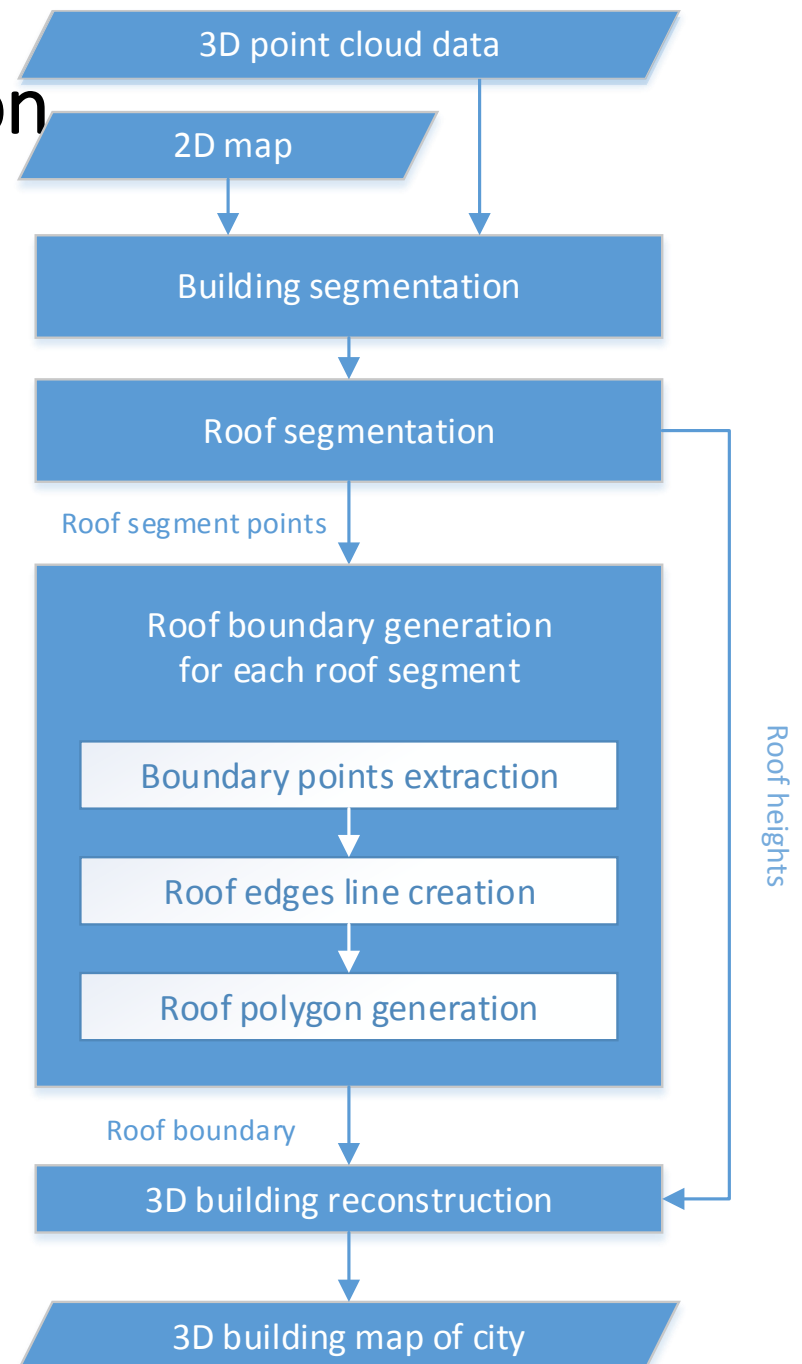 3D point cloud data
on
2D map
Building segmentation
Roof segmentation
Roof segment points
Roof boundary generation
for each roof segment
Boundary points extraction
Roof edges line creation
Roof polygon generation
Roof heights
Roof boundary
3D building reconstruction
3D building map of city